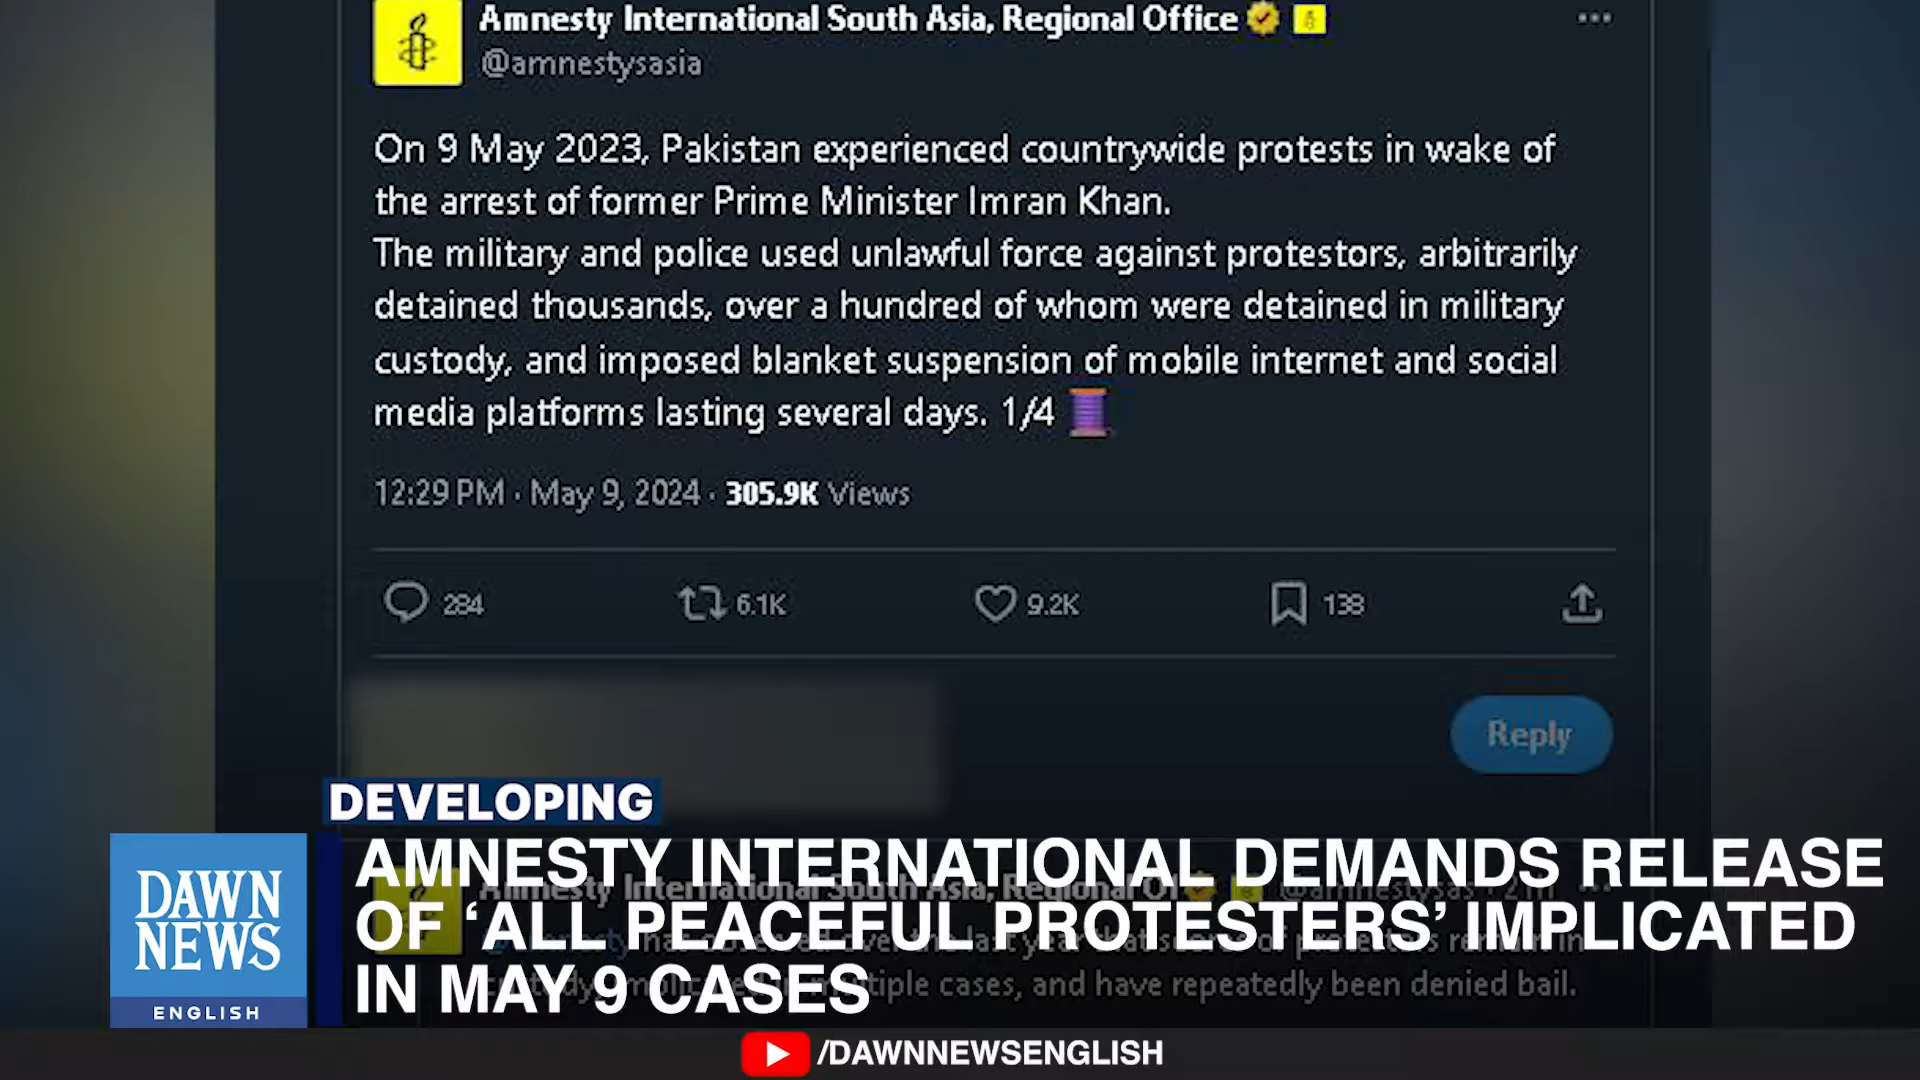 Amnesty International South Asia, Regional Office
@amnestysasia
On 9 May 2023, Pakistan experienced countrywide protests in wake of
the arrest of former Prime Minister Imran Khan.
The military and police used unlawful force against protestors, arbitrarily
detained thousands, over a hundred of whom were detained in military
custody, and imposed blanket suspension of mobile internet and social
media platforms lasting several days. 1/4
12:29 PM · May 9, 2024 · 305.9K Views
284 6.1K 9.2K 138
Reply
DEVELOPING
AMNESTY INTERNATIONAL DEMANDS RELEASE
OF ‘ALL PEACEFUL PROTESTERS’ IMPLICATED
IN MAY 9 CASES
Amnesty International South Asia, Regional
cases, and have repeatedly been denied bail.
DAWN
NEWS
ENGLISH
/DAWNNEWSENGLISH